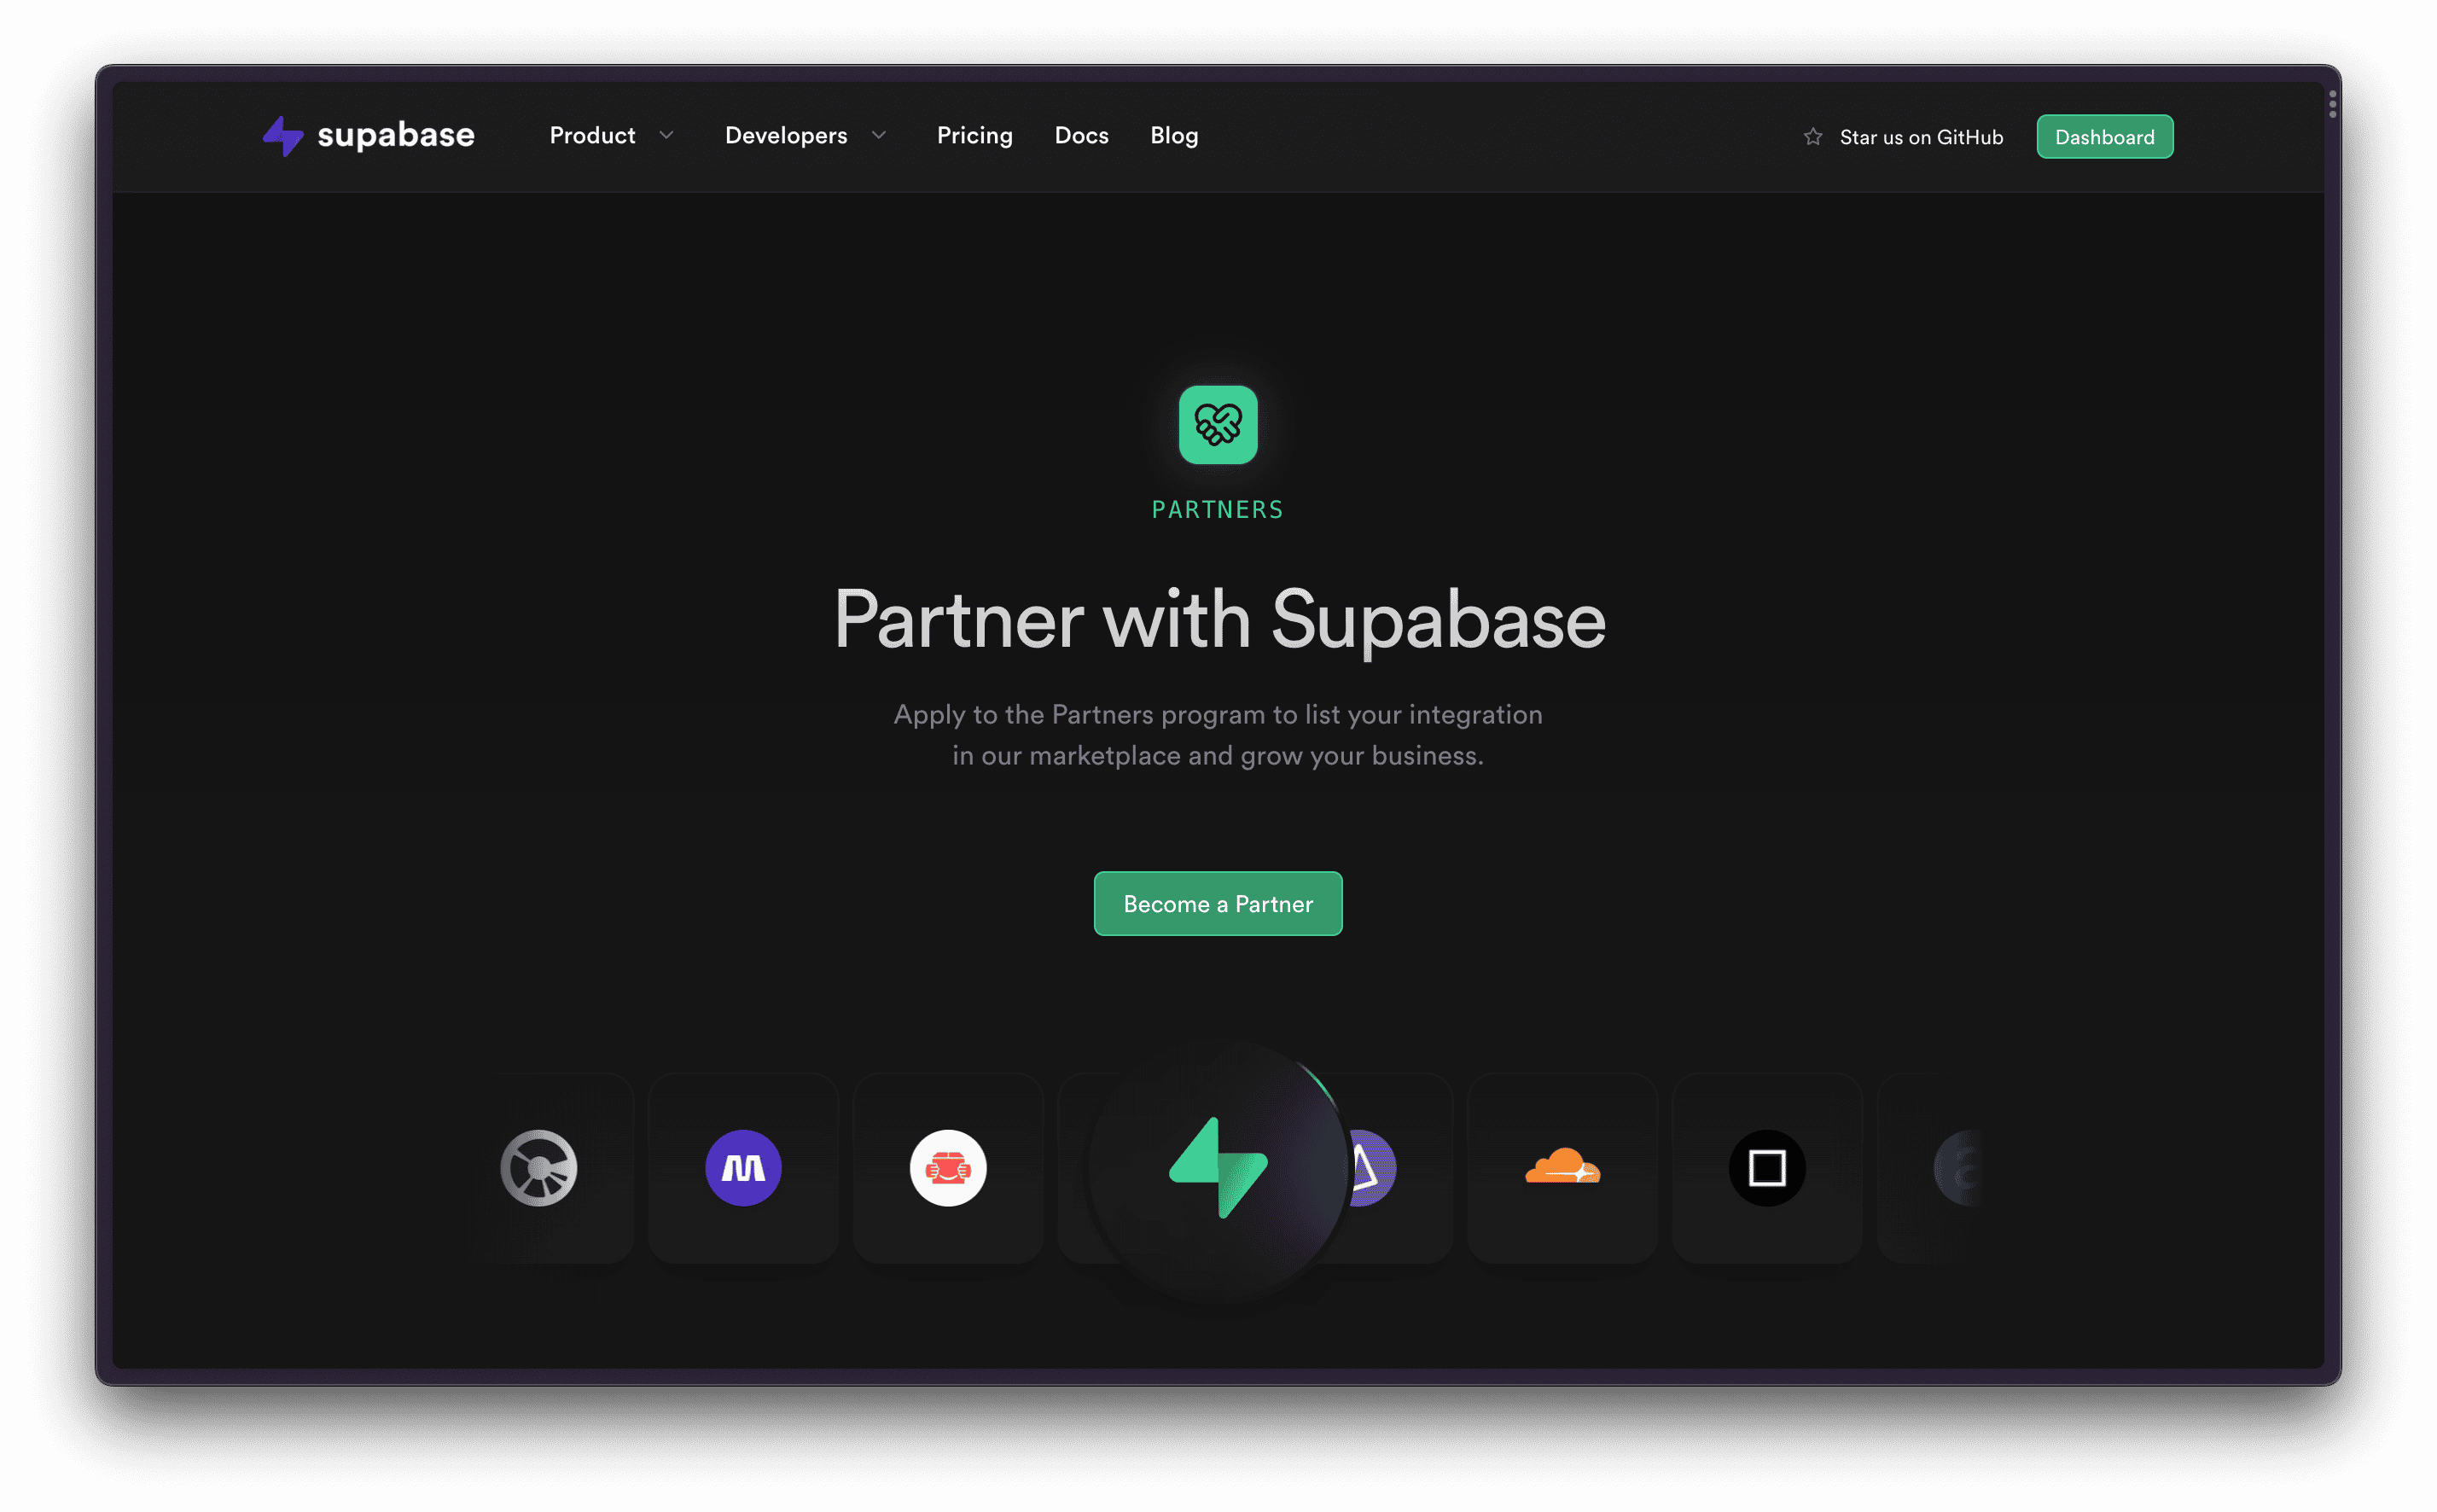 supabase
Product
Developers
Pricing
Docs
Blog
Star us on GitHub
Dashboard
PARTNERS
Partner with Supabase
Apply to the Partners program to list your integration
in our marketplace and grow your business.
Become a Partner